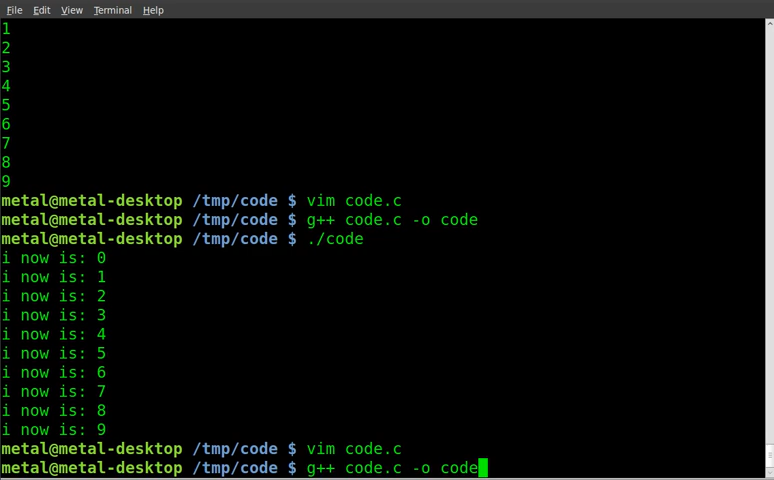 File Edit View Terminal Help
1
2
3
4
5
6
7
8
9
metal@metal-desktop /tmp/code $ vim code.c
metal@metal-desktop /tmp/code $ g++ code.c -o code
metal@metal-desktop /tmp/code $ ./code
i now is: 0
i now is: 1
i now is: 2
i now is: 3
i now is: 4
i now is: 5
i now is: 6
i now is: 7
i now is: 8
i now is: 9
metal@metal-desktop /tmp/code $ vim code.c
metal@metal-desktop /tmp/code $ g++ code.c -o code